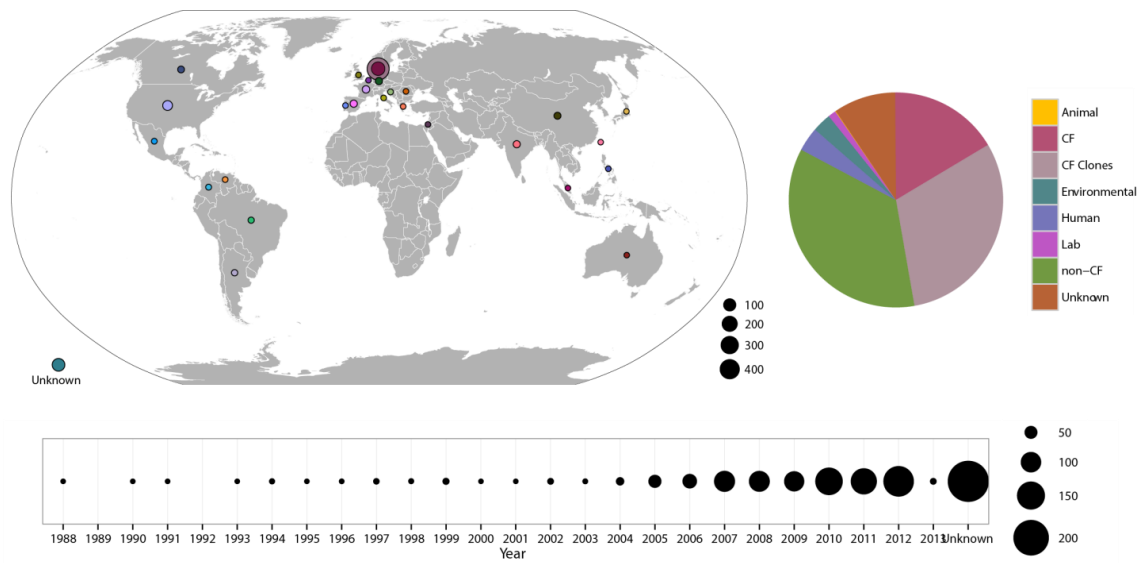 Animal
CF
CF Clones
Environmental
Human
Lab
non−CF
Unknown
100
200
300
400
Unknown
50
100
150
200
1988 1989 1990 1991 1992 1993 1994 1995 1996 1997 1998 1999 2000 2001 2002 2003 2004 2005 2006 2007 2008 2009 2010 2011 2012 2013 Unknown
Year